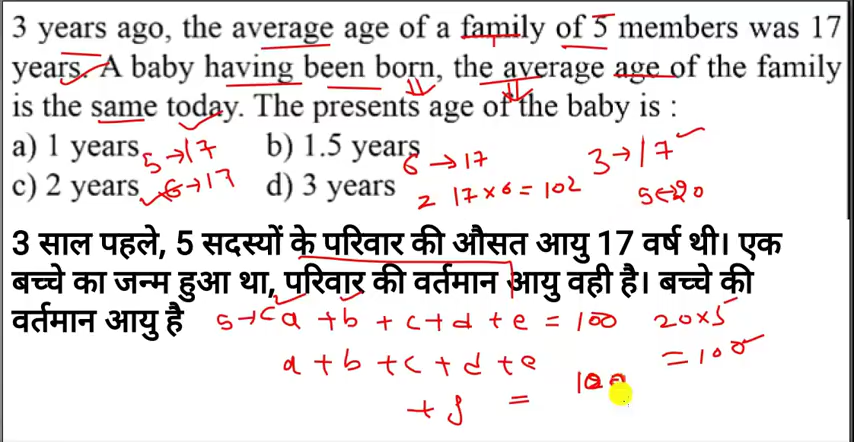 3 years ago, the average age of a family of 5 members was 17
years. A baby having been born, the average age of the family
is the same today. The presents age of the baby is :
a) 1 years b) 1.5 years
5→17 6→17 3→17
c) 2 years d) 3 years
6→17 2 17×6=102 5→20
3 साल पहले, 5 सदस्यों के परिवार की औसत आयु 17 वर्ष थी। एक
बच्चे का जन्म हुआ था, परिवार की वर्तमान आयु वही है। बच्चे की
वर्तमान आयु है
5→ a+b+c+d+e=100 20×5
a+b+c+d+e =100
+f =